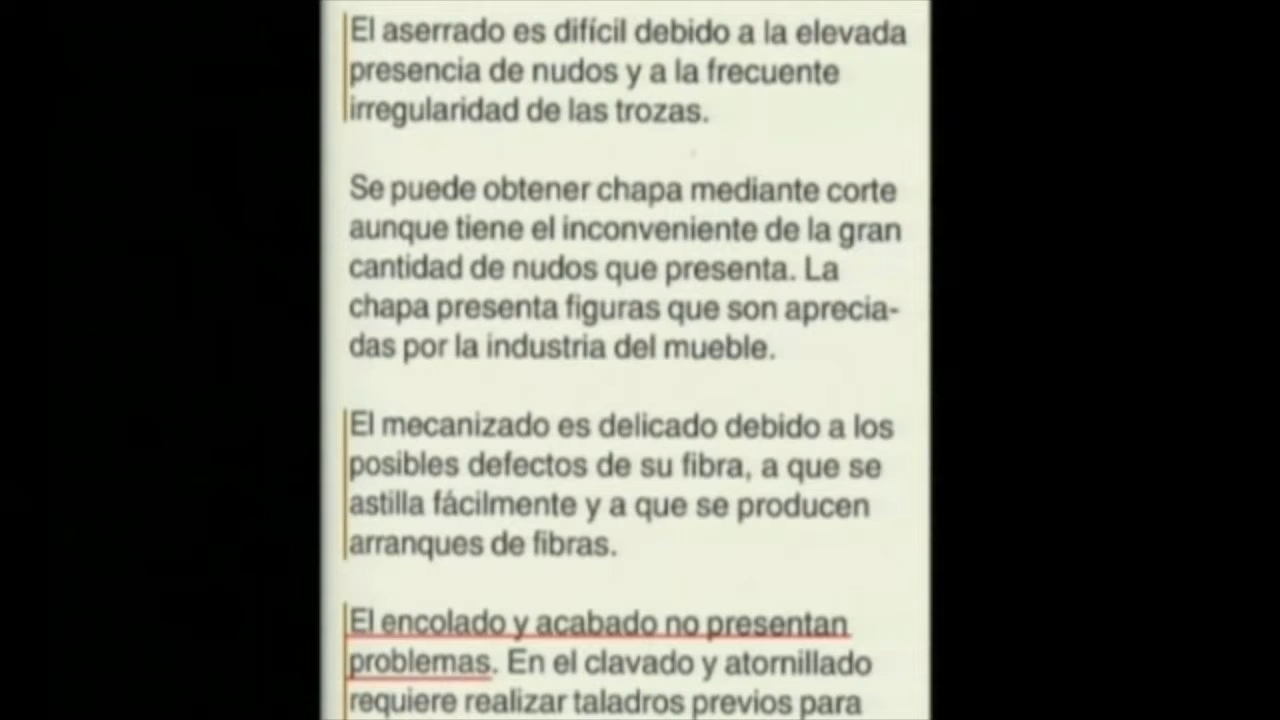 El aserrado es difícil debido a la elevada
presencia de nudos y a la frecuente
irregularidad de las trozas.
Se puede obtener chapa mediante corte
aunque tiene el inconveniente de la gran
cantidad de nudos que presenta. La
chapa presenta figuras que son aprecia-
das por la industria del mueble.
El mecanizado es delicado debido a los
posibles defectos de su fibra, a que se
astilla fácilmente y a que se producen
arranques de fibras.
El encolado y acabado no presentan
problemas. En el clavado y atornillado
requiere realizar taladros previos para